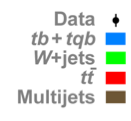 Data
tb + tqb
W+jets
tt̄
Multijets